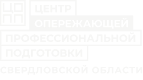 ЦЕНТР
ОПЕРЕЖАЮЩЕЙ
ПРОФЕССИОНАЛЬНОЙ
ПОДГОТОВКИ
СВЕРДЛОВСКОЙ ОБЛАСТИ